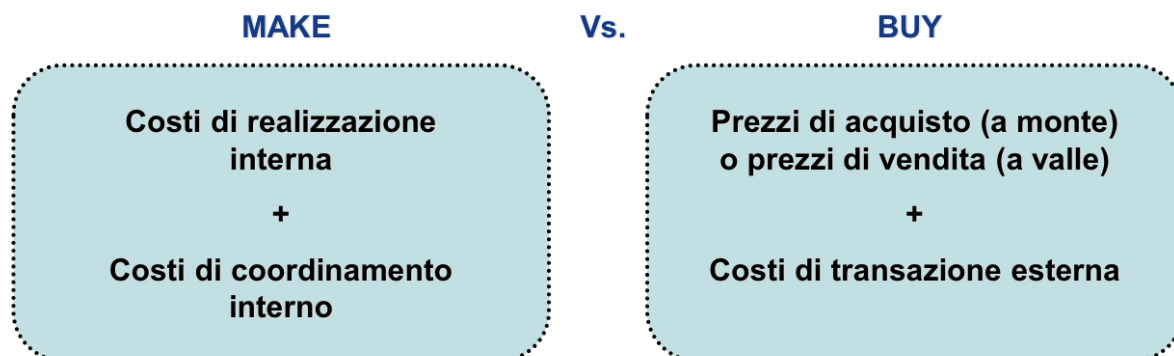 MAKE Vs. BUY
Costi di realizzazione
interna
+
Costi di coordinamento
interno
Prezzi di acquisto (a monte)
o prezzi di vendita (a valle)
+
Costi di transazione esterna